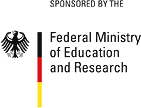 SPONSORED BY THE
Federal Ministry
of Education
and Research